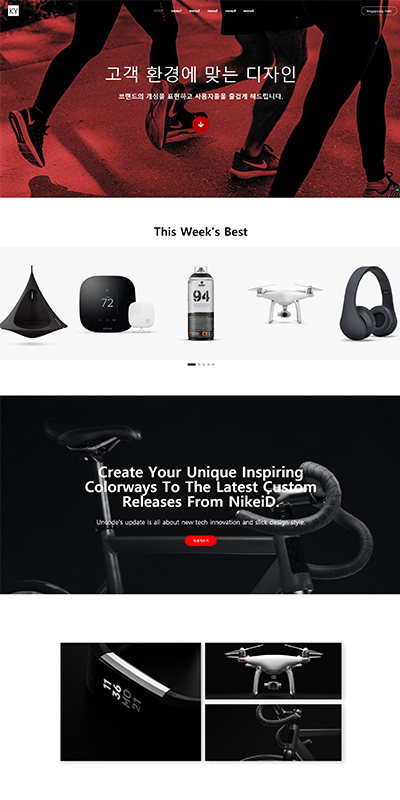 KY
HOME menu1 menu2 menu3 menu4 menu5
고객 환경에 맞는 디자인
브랜드의 개성을 표현하고 사용자들을 즐겁게 해드립니다.
This Week's Best
72
94
Create Your Unique Inspiring
Colorways To The Latest Custom
Releases From NikeiD.
Uncode's update is all about new tech innovation and slick design style.
11
36
MO
21